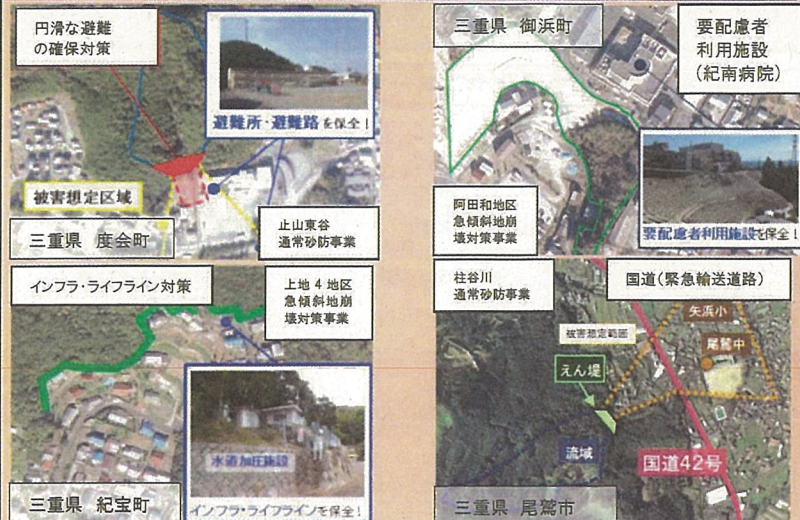 円滑な避難
の確保対策
避難所・避難路を保全!
被害想定区域
止山東谷
通常砂防事業
三重県 度会町
三重県 御浜町
要配慮者
利用施設
(紀南病院)
阿田和地区
急傾斜地崩
壊対策事業
要配慮者利用施設を保全!
インフラ・ライフライン対策
上地4地区
急傾斜地崩
壊対策事業
水道加圧施設
三重県 紀宝町
インフラ・ライフラインを保全!
柱谷川
通常砂防事業
国道(緊急輸送道路)
矢浜小
被害想定範囲
尾鷲中
えん堤
流域
国道42号
三重県 尾鷲市